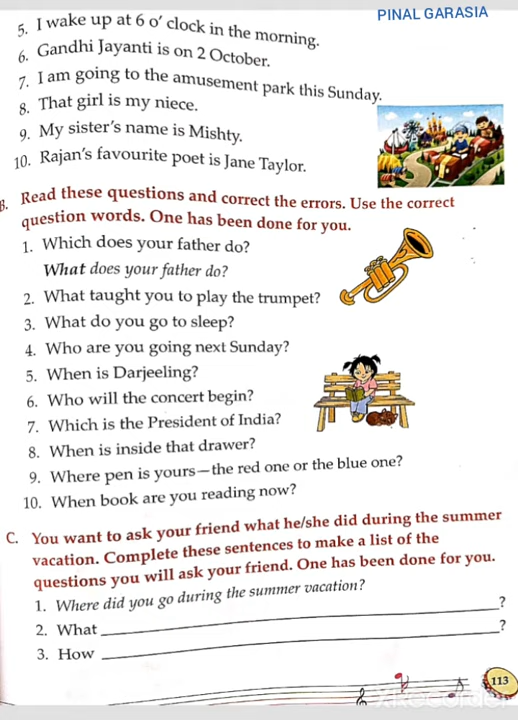 PINAL GARASIA
5. I wake up at 6 o' clock in the morning.
6. Gandhi Jayanti is on 2 October.
7. I am going to the amusement park this Sunday.
8. That girl is my niece.
9. My sister's name is Mishty.
10. Rajan's favourite poet is Jane Taylor.
B. Read these questions and correct the errors. Use the correct
question words. One has been done for you.
1. Which does your father do?
What does your father do?
2. What taught you to play the trumpet?
3. What do you go to sleep?
4. Who are you going next Sunday?
5. When is Darjeeling?
6. Who will the concert begin?
7. Which is the President of India?
8. When is inside that drawer?
9. Where pen is yours—the red one or the blue one?
10. When book are you reading now?
C. You want to ask your friend what he/she did during the summer
vacation. Complete these sentences to make a list of the
questions you will ask your friend. One has been done for you.
1. Where did you go during the summer vacation?
2. What ______________________________ ?
3. How ______________________________ ?
113